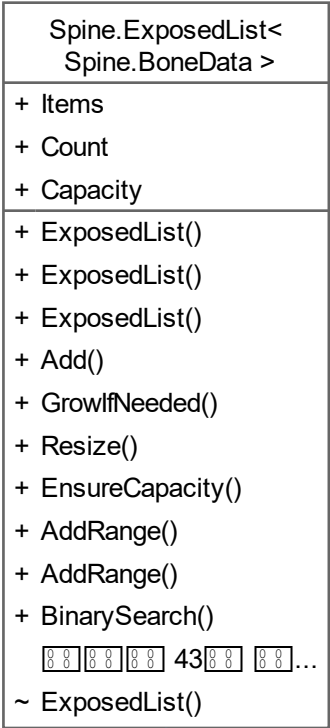 Spine.ExposedList<
Spine.BoneData >
+ Items
+ Count
+ Capacity
+ ExposedList()
+ ExposedList()
+ ExposedList()
+ Add()
+ GrowIfNeeded()
+ Resize()
+ EnsureCapacity()
+ AddRange()
+ AddRange()
+ BinarySearch()
43...
~ ExposedList()